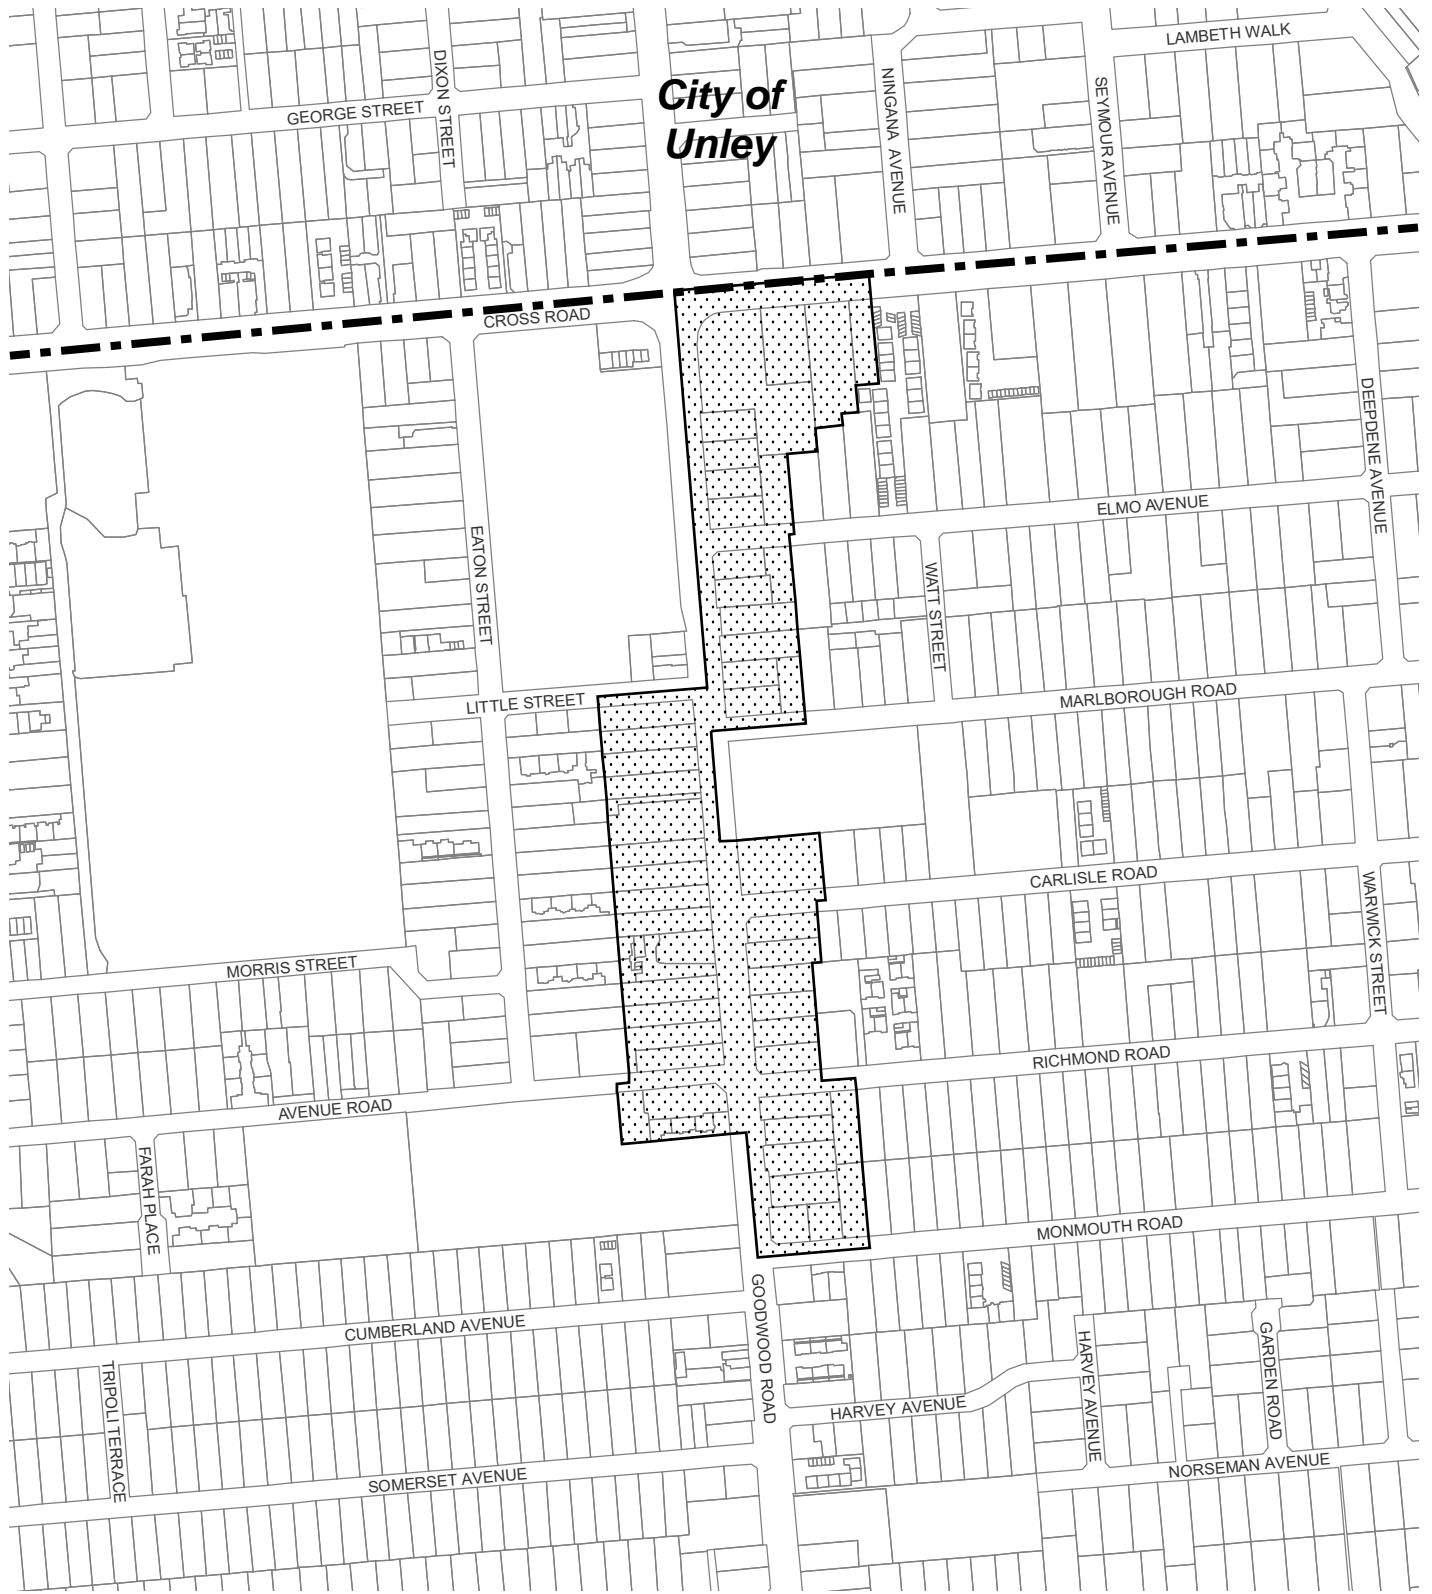 LAMBETH WALK
DIXON STREET
City of
Unley
NINGANA AVENUE
SEYMOUR AVENUE
GEORGE STREET
CROSS ROAD
DEEPDENE AVENUE
ELMO AVENUE
EATON STREET
WATT STREET
LITTLE STREET
MARLBOROUGH ROAD
CARLISLE ROAD
WARWICK STREET
MORRIS STREET
RICHMOND ROAD
AVENUE ROAD
FARAH PLACE
MONMOUTH ROAD
GOODWOOD ROAD
CUMBERLAND AVENUE
GARDEN ROAD
HARVEY AVENUE
TRIPOLI TERRACE
HARVEY AVENUE
NORSEMAN AVENUE
SOMERSET AVENUE